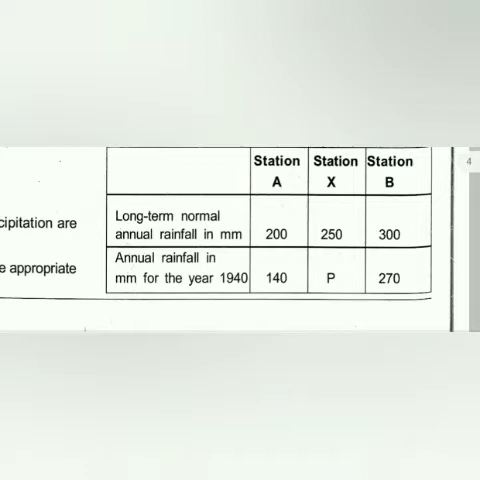 Station Station Station
A X B
4
cipitation are
Long-term normal
annual rainfall in mm 200 250 300
e appropriate
Annual rainfall in
mm for the year 1940 140 P 270